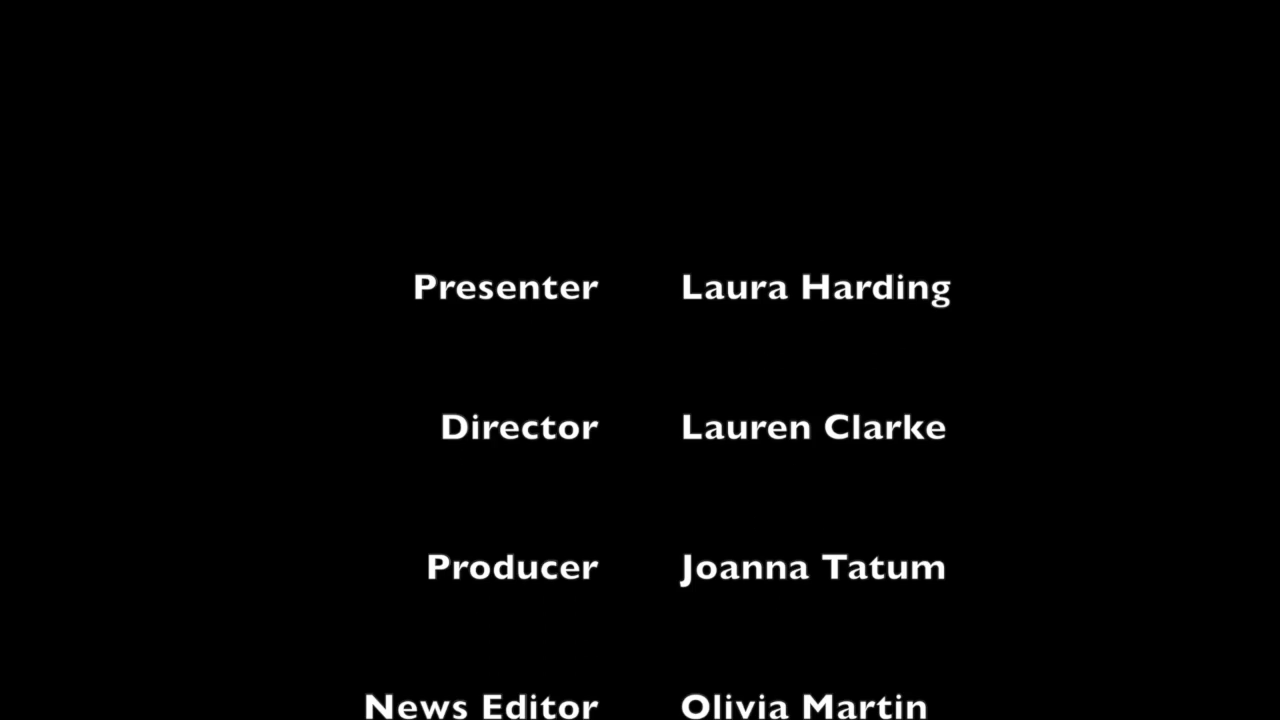 Presenter Laura Harding
Director Lauren Clarke
Producer Joanna Tatum
News Editor Olivia Martin